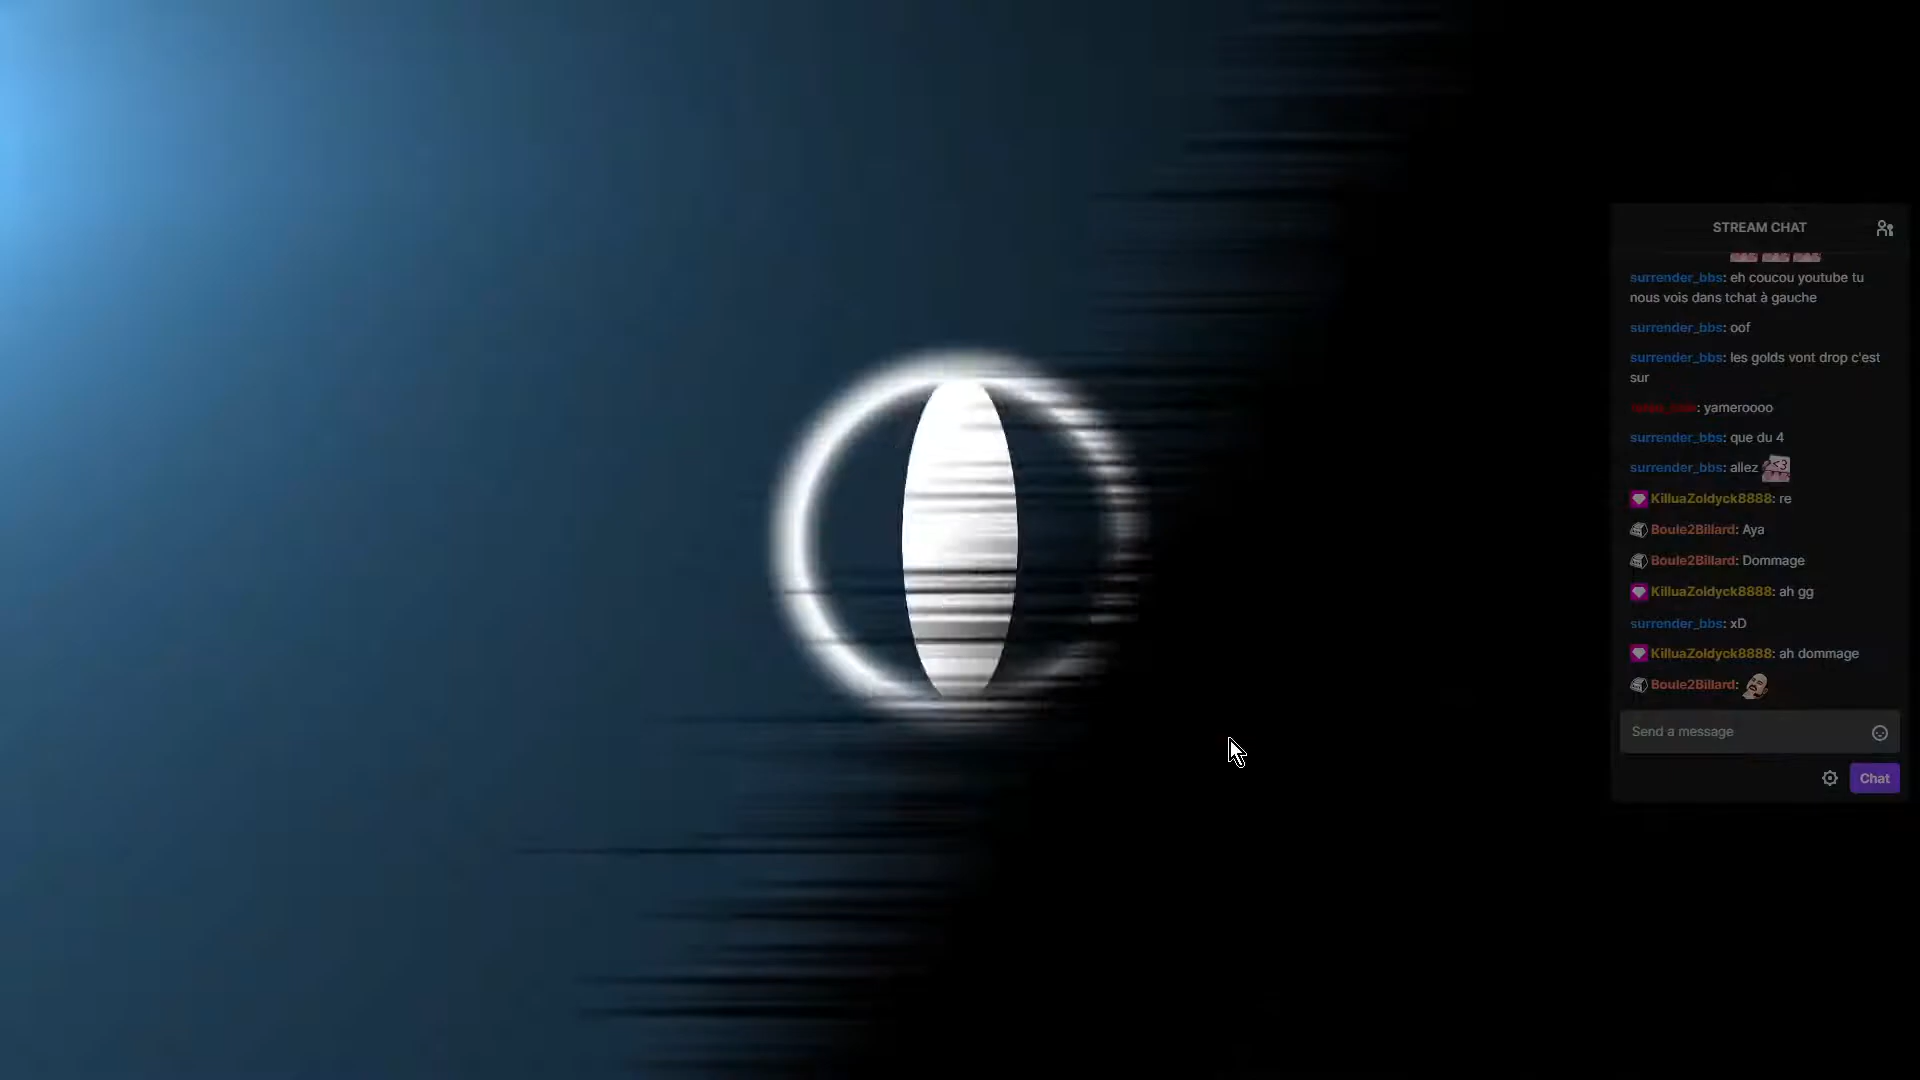 STREAM CHAT
surrender_bbs: eh coucou youtube tu
nous vois dans tchat à gauche
surrender_bbs: oof
surrender_bbs: les golds vont drop c'est
sur
: yameroooo
surrender_bbs: que du 4
surrender_bbs: allez <3
KilluaZoldyck8888: re
Boule2Billard: Aya
Boule2Billard: Dommage
KilluaZoldyck8888: ah gg
surrender_bbs: xD
KilluaZoldyck8888: ah dommage
Boule2Billard:
Send a message
Chat